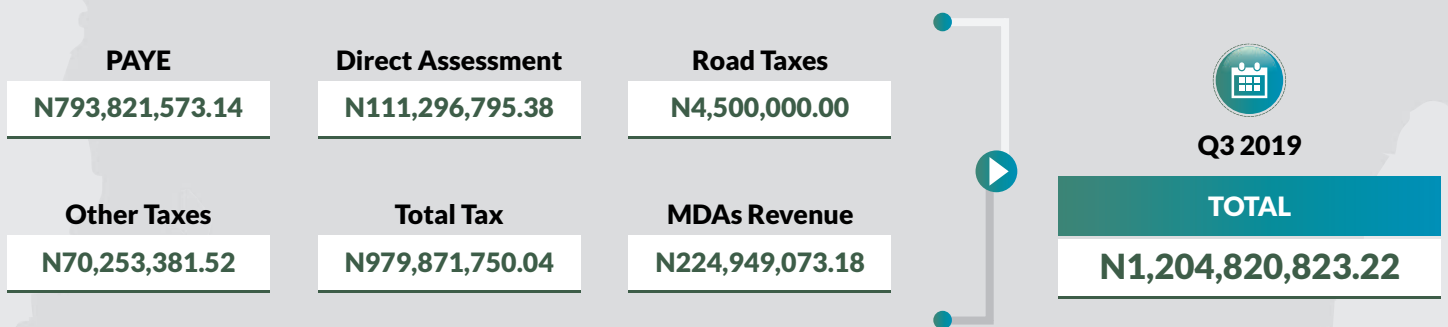 PAYE
N793,821,573.14
Direct Assessment
N111,296,795.38
Road Taxes
N4,500,000.00
Other Taxes
N70,253,381.52
Total Tax
N979,871,750.04
MDAs Revenue
N224,949,073.18
Q3 2019
TOTAL
N1,204,820,823.22